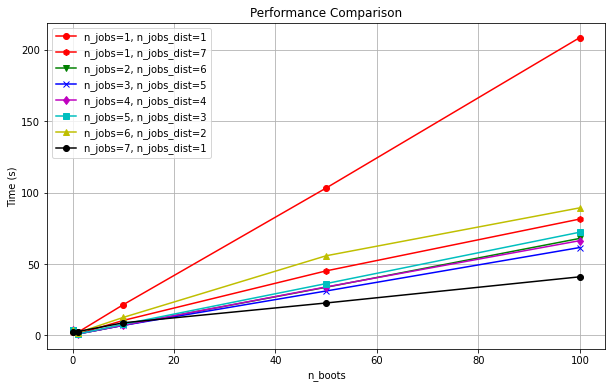 Performance Comparison
n_jobs=1, n_jobs_dist=1
n_jobs=1, n_jobs_dist=7
n_jobs=2, n_jobs_dist=6
n_jobs=3, n_jobs_dist=5
n_jobs=4, n_jobs_dist=4
n_jobs=5, n_jobs_dist=3
n_jobs=6, n_jobs_dist=2
n_jobs=7, n_jobs_dist=1
Time (s)
200
150
100
50
0
0 20 40 60 80 100
n_boots